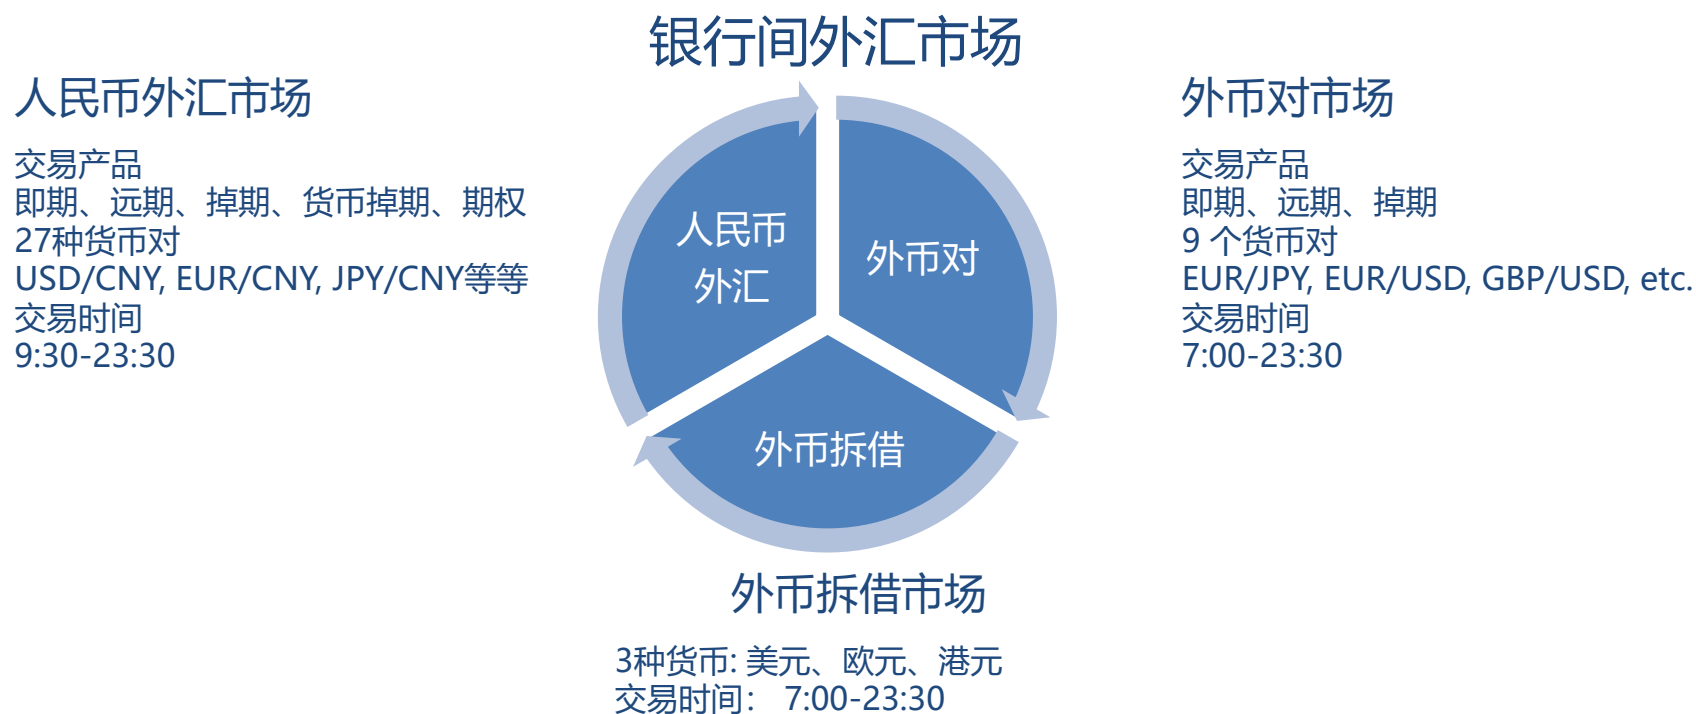 银行间外汇市场
人民币外汇市场
交易产品
即期、远期、掉期、货币掉期、期权
27种货币对
USD/CNY, EUR/CNY, JPY/CNY等等
交易时间
9:30-23:30
人民币
外汇
外币对
外币拆借
外币对市场
交易产品
即期、远期、掉期
9 个货币对
EUR/JPY, EUR/USD, GBP/USD, etc.
交易时间
7:00-23:30
外币拆借市场
3种货币: 美元、欧元、港元
交易时间： 7:00-23:30